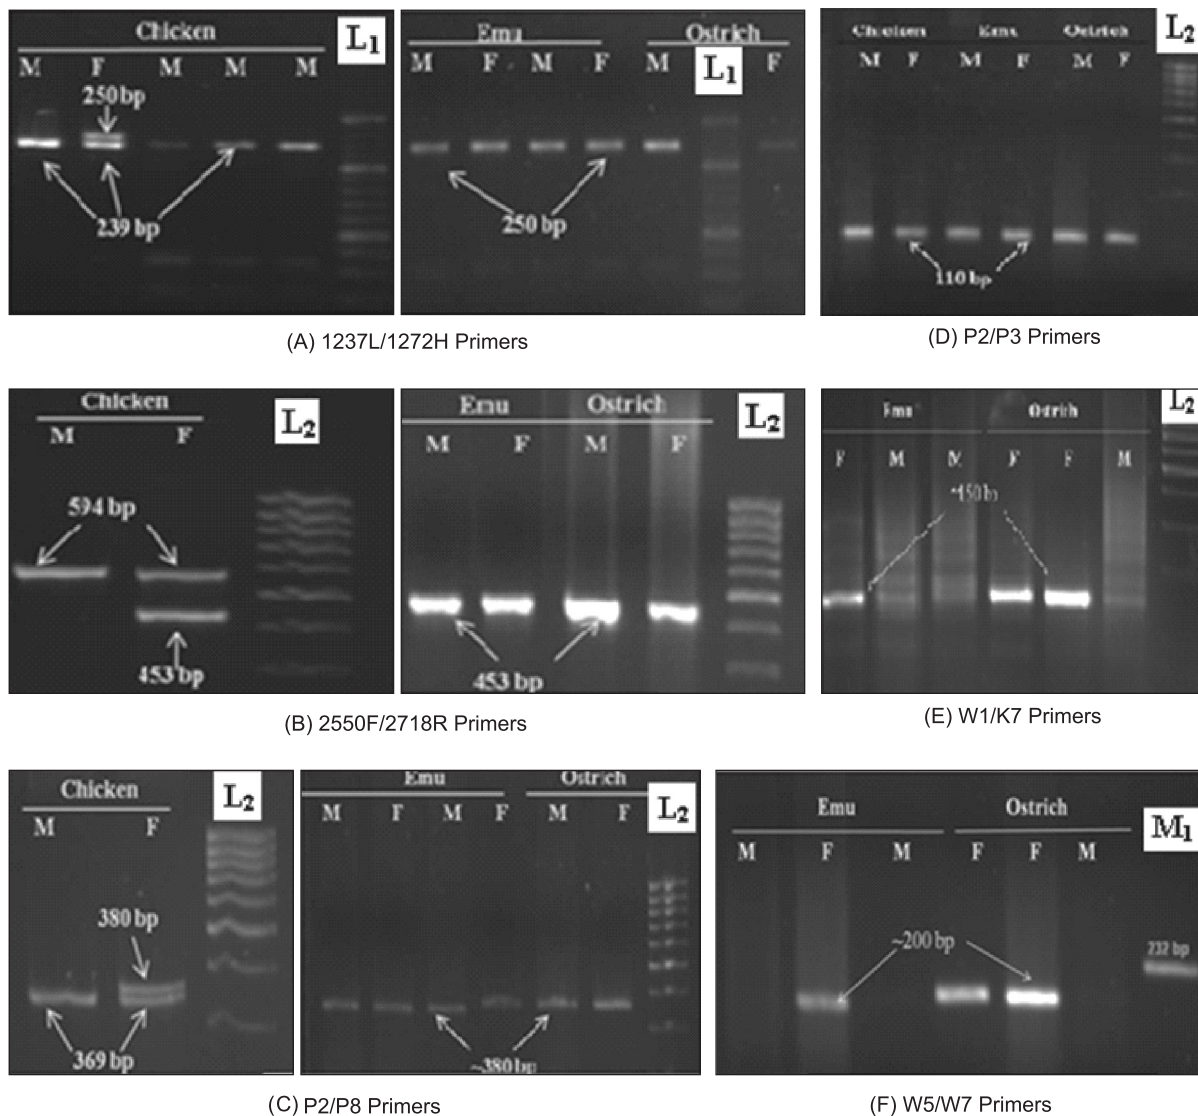 Chicken
M F M M M
L1
250 bp
239 bp
Emu Ostrich
M F M F M F
L1
250 bp
(A) 1237L/1272H Primers
Chicken Emu Ostrich
M F M F M F
L2
110 bp
(D) P2/P3 Primers
Chicken
M F
L2
594 bp
453 bp
Emu Ostrich
M F M F
L2
453 bp
(B) 2550F/2718R Primers
Emu Ostrich
F M M F F M
L2
~150 b
(E) W1/K7 Primers
Chicken
M F
L2
380 bp
369 bp
Emu Ostrich
M F M F M F
L2
~380 bp
(C) P2/P8 Primers
Emu Ostrich
M F M F F M
M1
~200 bp
232 bp
(F) W5/W7 Primers